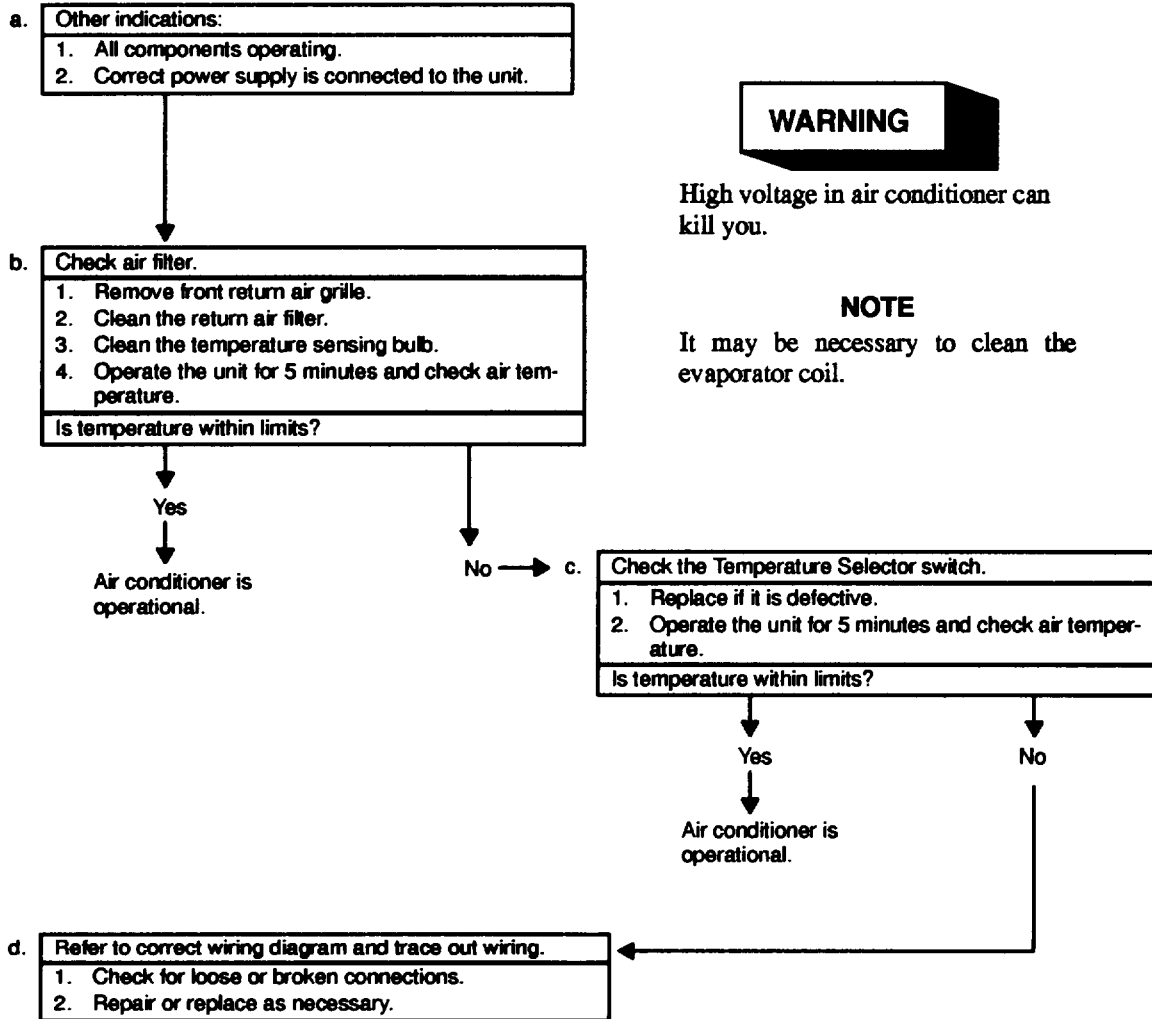 a. Other indications:
1. All components operating.
2. Correct power supply is connected to the unit.
WARNING
High voltage in air conditioner can
kill you.
b. Check air filter.
1. Remove front return air grille.
2. Clean the return air filter.
3. Clean the temperature sensing bulb.
4. Operate the unit for 5 minutes and check air tem-
perature.
Is temperature within limits?
NOTE
It may be necessary to clean the
evaporator coil.
Yes
Air conditioner is
operational.
No
c. Check the Temperature Selector switch.
1. Replace if it is defective.
2. Operate the unit for 5 minutes and check air temper-
ature.
Is temperature within limits?
Yes
No
Air conditioner is
operational.
d. Refer to correct wiring diagram and trace out wiring.
1. Check for loose or broken connections.
2. Repair or replace as necessary.